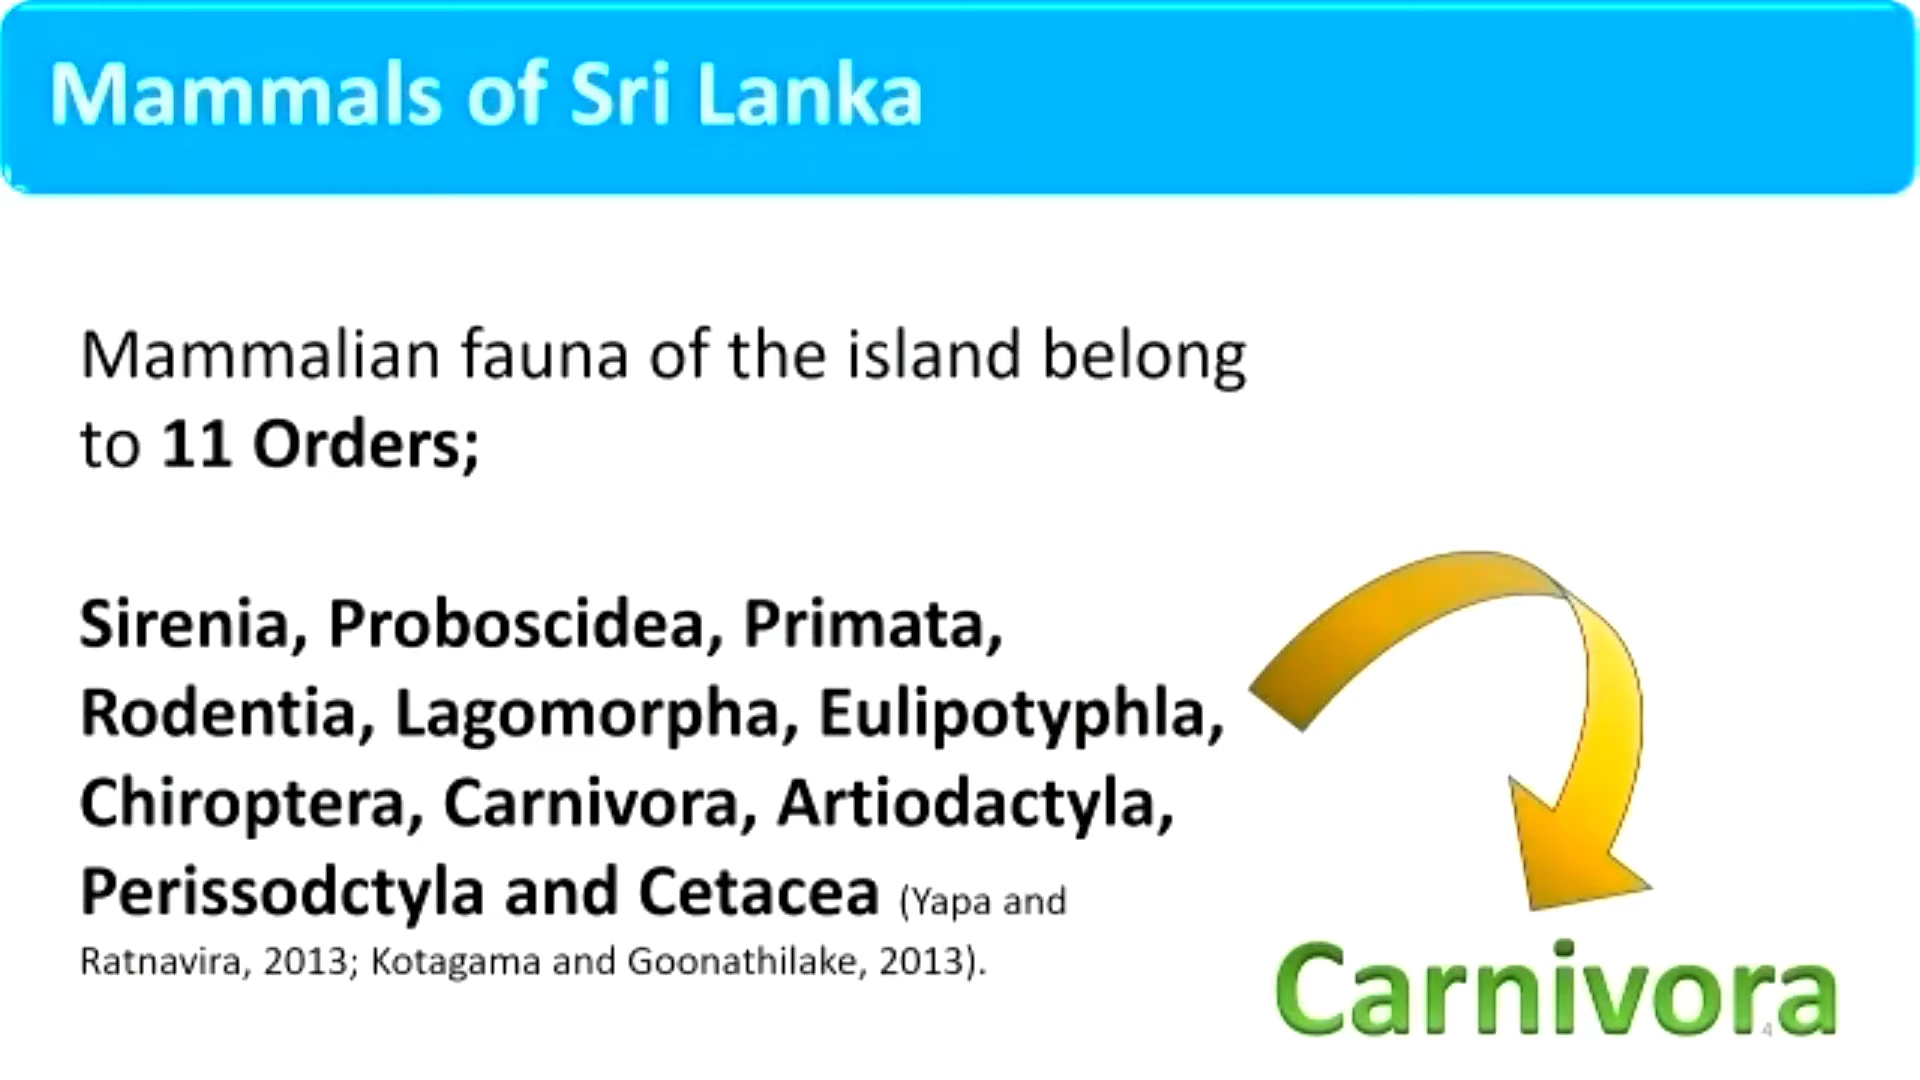 Mammals of Sri Lanka
Mammalian fauna of the island belong
to 11 Orders;
Sirenia, Proboscidea, Primata,
Rodentia, Lagomorpha, Eulipotyphla,
Chiroptera, Carnivora, Artiodactyla,
Perissodctyla and Cetacea (Yapa and
Ratnavira, 2013; Kotagama and Goonathilake, 2013).
Carnivora
4